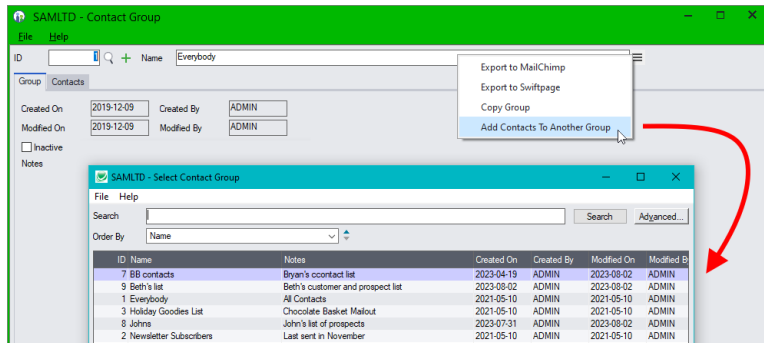 SAMLTD - Contact Group
File Help
ID 1 Name Everybody
Export to MailChimp
Export to Swiftpage
Copy Group
Add Contacts To Another Group
Group Contacts
Created On 2019-12-09 Created By ADMIN
Modified On 2019-12-09 Modified By ADMIN
Inactive
Notes
SAMLTD - Select Contact Group
File Help
Search Search Advanced...
Order By Name
ID Name Notes Created On Created By Modified On Modified B
7 BB contacts Bryan's ccontact list 2023-04-19 ADMIN 2023-08-02 ADMIN
9 Beth's list Beth's customer and prospect list 2023-08-02 ADMIN 2023-08-02 ADMIN
1 Everybody All Contacts 2021-05-10 ADMIN 2021-05-10 ADMIN
3 Holiday Goodies List Chocolate Basket Mailout 2021-05-10 ADMIN 2021-05-10 ADMIN
8 Johns John's list of prospects 2023-07-31 ADMIN 2023-08-02 ADMIN
2 Newsletter Subscribers Last sent in November 2021-05-10 ADMIN 2021-05-10 ADMIN